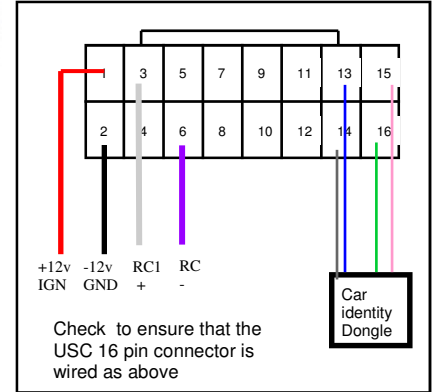 1 3 5 7 9 11 13 15
2 4 6 8 10 12 14 16
+12v -12v RC1 RC
IGN GND + -
Car
identity
Dongle
Check to ensure that the
USC 16 pin connector is
wired as above